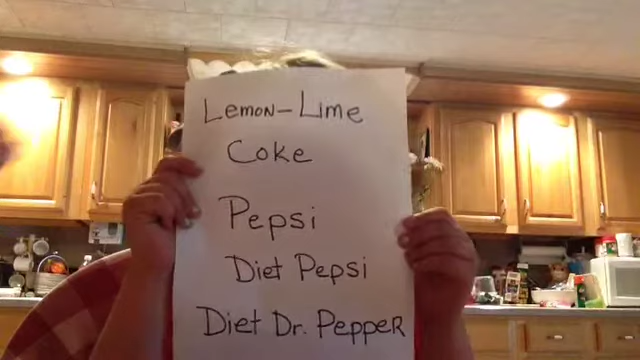 Lemon-Lime
Coke
Pepsi
Diet Pepsi
Diet Dr. Pepper